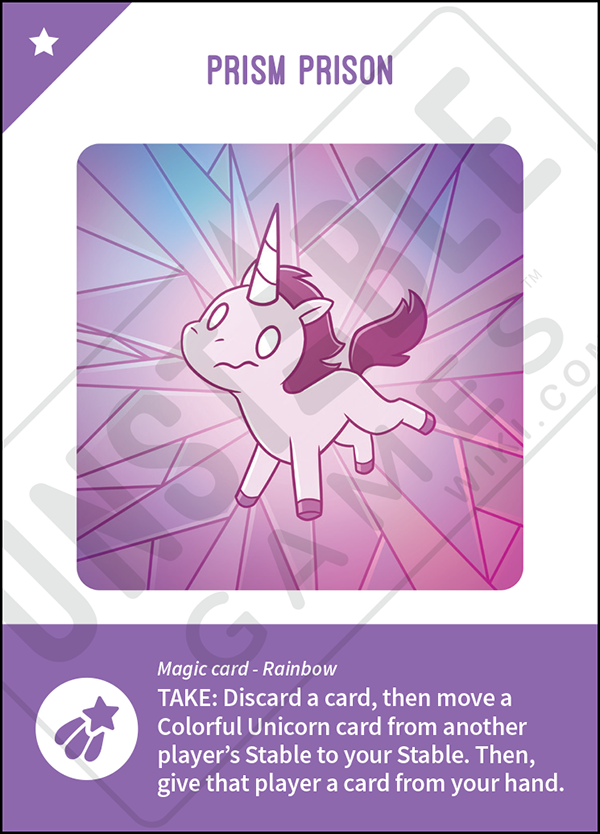 PRISM PRISON
UNSTABLE
GAMES™
WIKI.COM
Magic card - Rainbow
TAKE: Discard a card, then move a
Colorful Unicorn card from another
player’s Stable to your Stable. Then,
give that player a card from your hand.